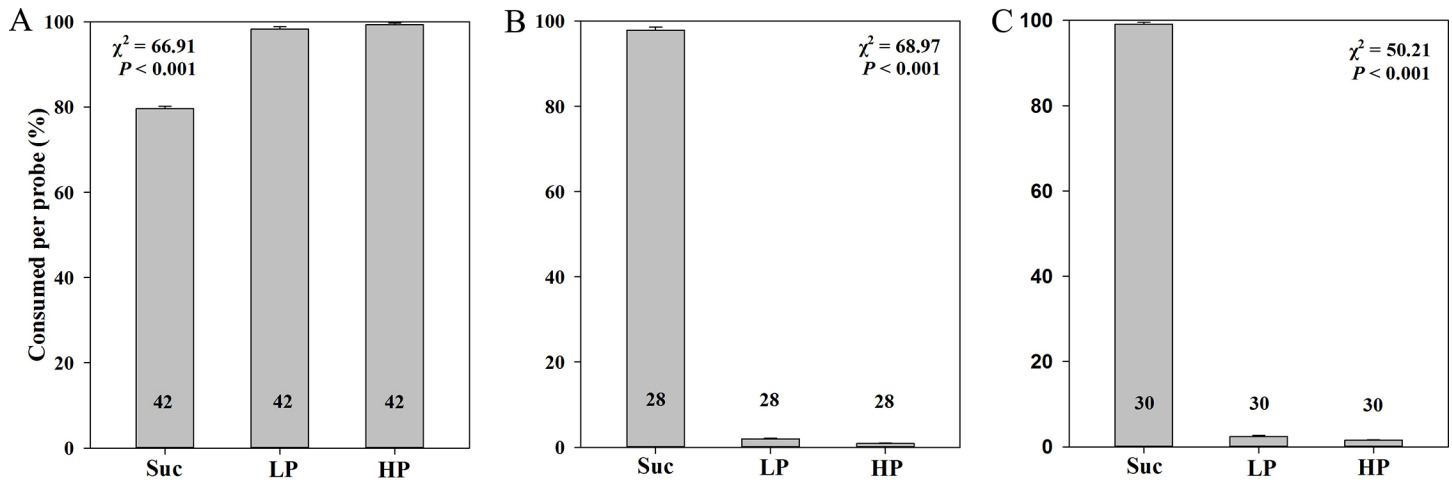 A
Consumed per probe (%)
100
80
60
40
20
0
χ² = 66.91
P < 0.001
42
42
42
Suc
LP
HP
B
100
80
60
40
20
0
χ² = 68.97
P < 0.001
28
28
28
Suc
LP
HP
C
100
80
60
40
20
0
χ² = 50.21
P < 0.001
30
30
30
Suc
LP
HP